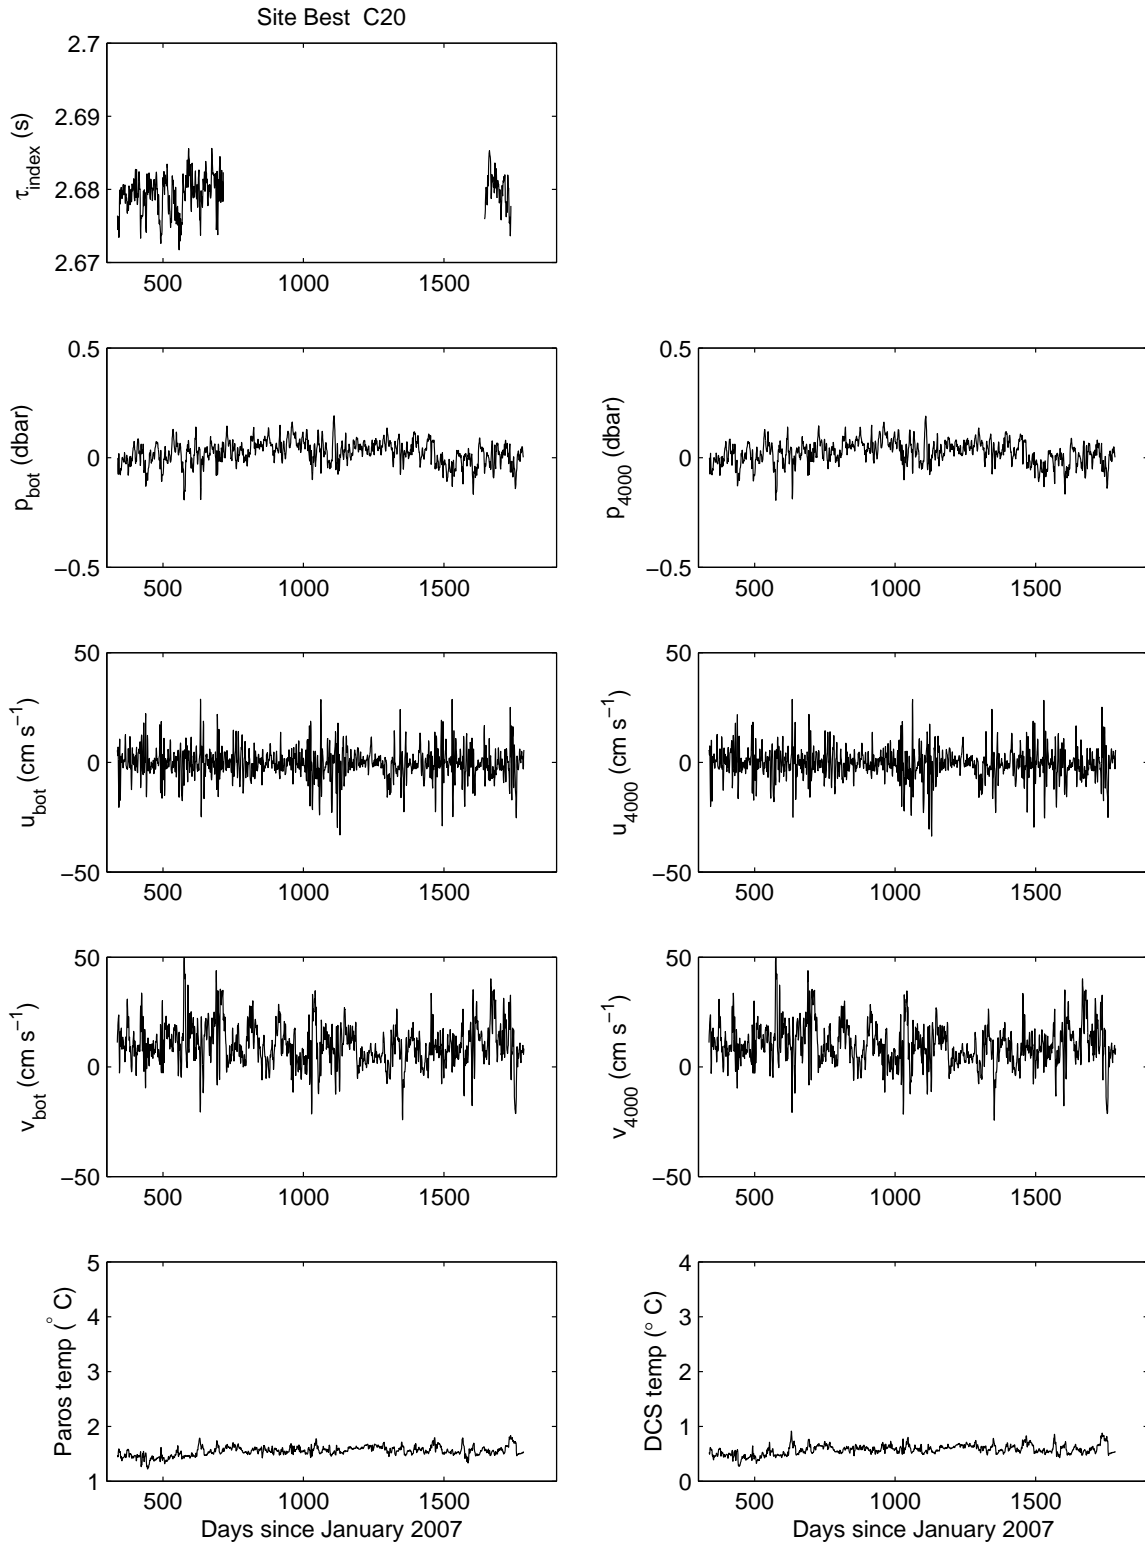 Site Best C20
2.7
2.69
2.68
2.67
τindex (s)
500 1000 1500
0.5
0
−0.5
pbot (dbar)
500 1000 1500
0.5
0
−0.5
p4000 (dbar)
500 1000 1500
50
0
−50
ubot (cm s−1)
500 1000 1500
50
0
−50
u4000 (cm s−1)
500 1000 1500
50
0
−50
vbot (cm s−1)
500 1000 1500
50
0
−50
v4000 (cm s−1)
500 1000 1500
5
4
3
2
1
Paros temp (° C)
500 1000 1500
Days since January 2007
4
3
2
1
0
DCS temp (° C)
500 1000 1500
Days since January 2007